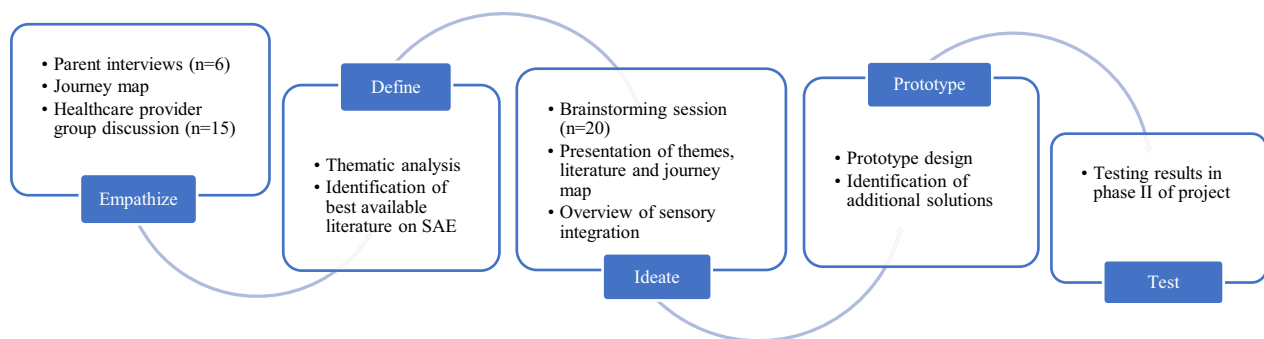 • Parent interviews (n=6)
• Journey map
• Healthcare provider
group discussion (n=15)
Empathize
Define
• Thematic analysis
• Identification of
best available
literature on SAE
• Brainstorming session
(n=20)
• Presentation of themes,
literature and journey
map
• Overview of sensory
integration
Ideate
Prototype
• Prototype design
• Identification of
additional solutions
• Testing results in
phase II of project
Test